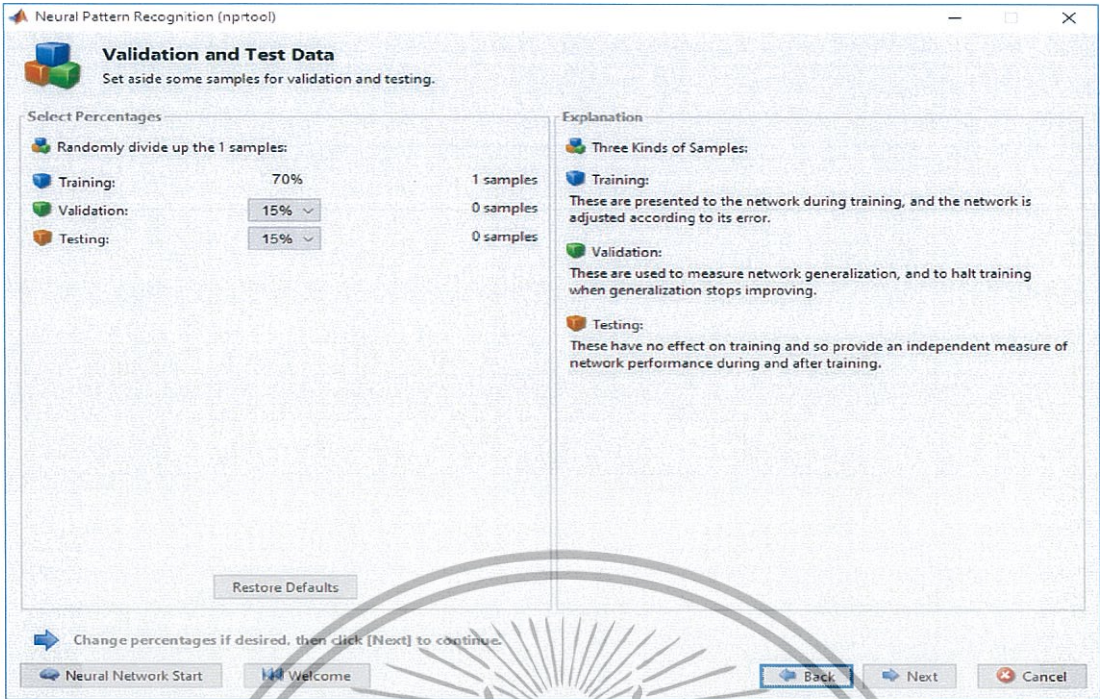 Neural Pattern Recognition (nprtool)
Validation and Test Data
Set aside some samples for validation and testing.
Select Percentages
Randomly divide up the 1 samples:
Training: 70% 1 samples
Validation: 15% 0 samples
Testing: 15% 0 samples
Restore Defaults
Explanation
Three Kinds of Samples:
Training:
These are presented to the network during training, and the network is
adjusted according to its error.
Validation:
These are used to measure network generalization, and to halt training
when generalization stops improving.
Testing:
These have no effect on training and so provide an independent measure of
network performance during and after training.
Change percentages if desired, then click [Next] to continue.
Neural Network Start Welcome Back Next Cancel